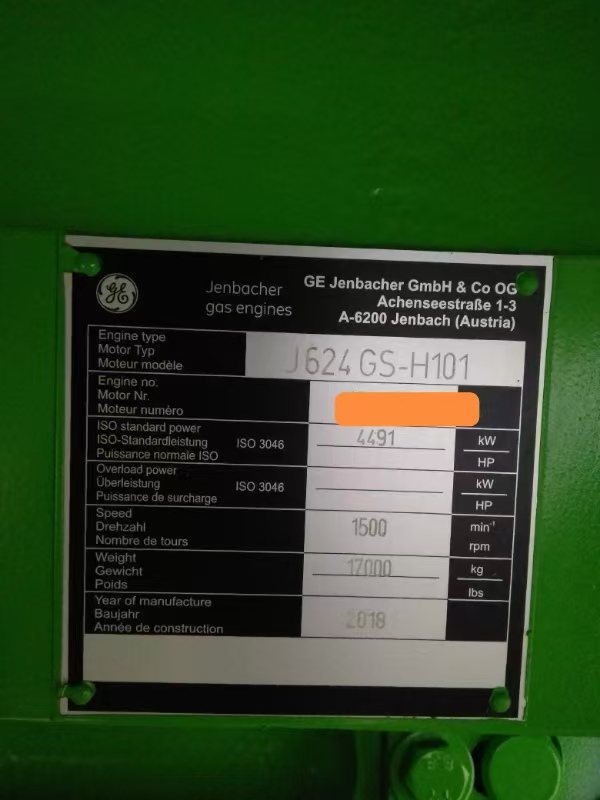 GE
Jenbacher
gas engines
GE Jenbacher GmbH & Co OG
Achenseestraße 1-3
A-6200 Jenbach (Austria)
Engine type
Motor Typ
Moteur modèle
J 624 GS-H101
Engine no.
Motor Nr.
Moteur numéro
ISO standard power
ISO-Standardleistung
Puissance normale ISO
ISO 3046
4491
kW
HP
Overload power
Überleistung
Puissance de surcharge
ISO 3046
kW
HP
Speed
Drehzahl
Nombre de tours
1500
min⁻¹
rpm
Weight
Gewicht
Poids
17000
kg
lbs
Year of manufacture
Baujahr
Année de construction
2018
8.8